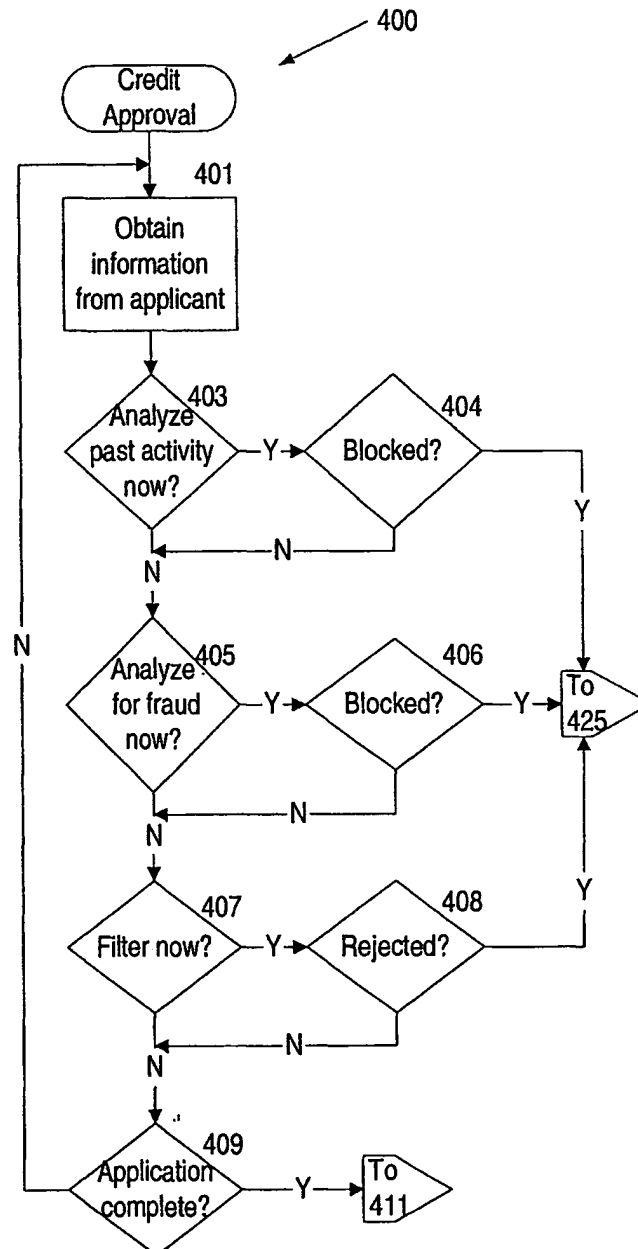 400
Credit
Approval
401
Obtain
information
from applicant
403
Analyze
past activity
now?
Y
404
Blocked?
Y
N
N
405
Analyze
for fraud
now?
Y
406
Blocked?
Y
To
425
N
N
407
Filter now?
Y
408
Rejected?
Y
N
N
N
409
Application
complete?
Y
To
411